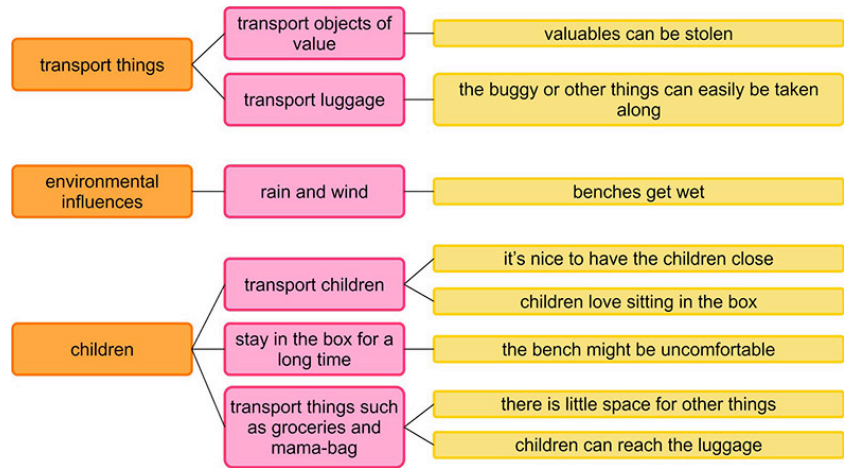 transport things
transport objects of
value
valuables can be stolen
transport luggage
the buggy or other things can easily be taken
along
environmental
influences
rain and wind
benches get wet
children
transport children
it's nice to have the children close
children love sitting in the box
stay in the box for a
long time
the bench might be uncomfortable
transport things such
as groceries and
mama-bag
there is little space for other things
children can reach the luggage